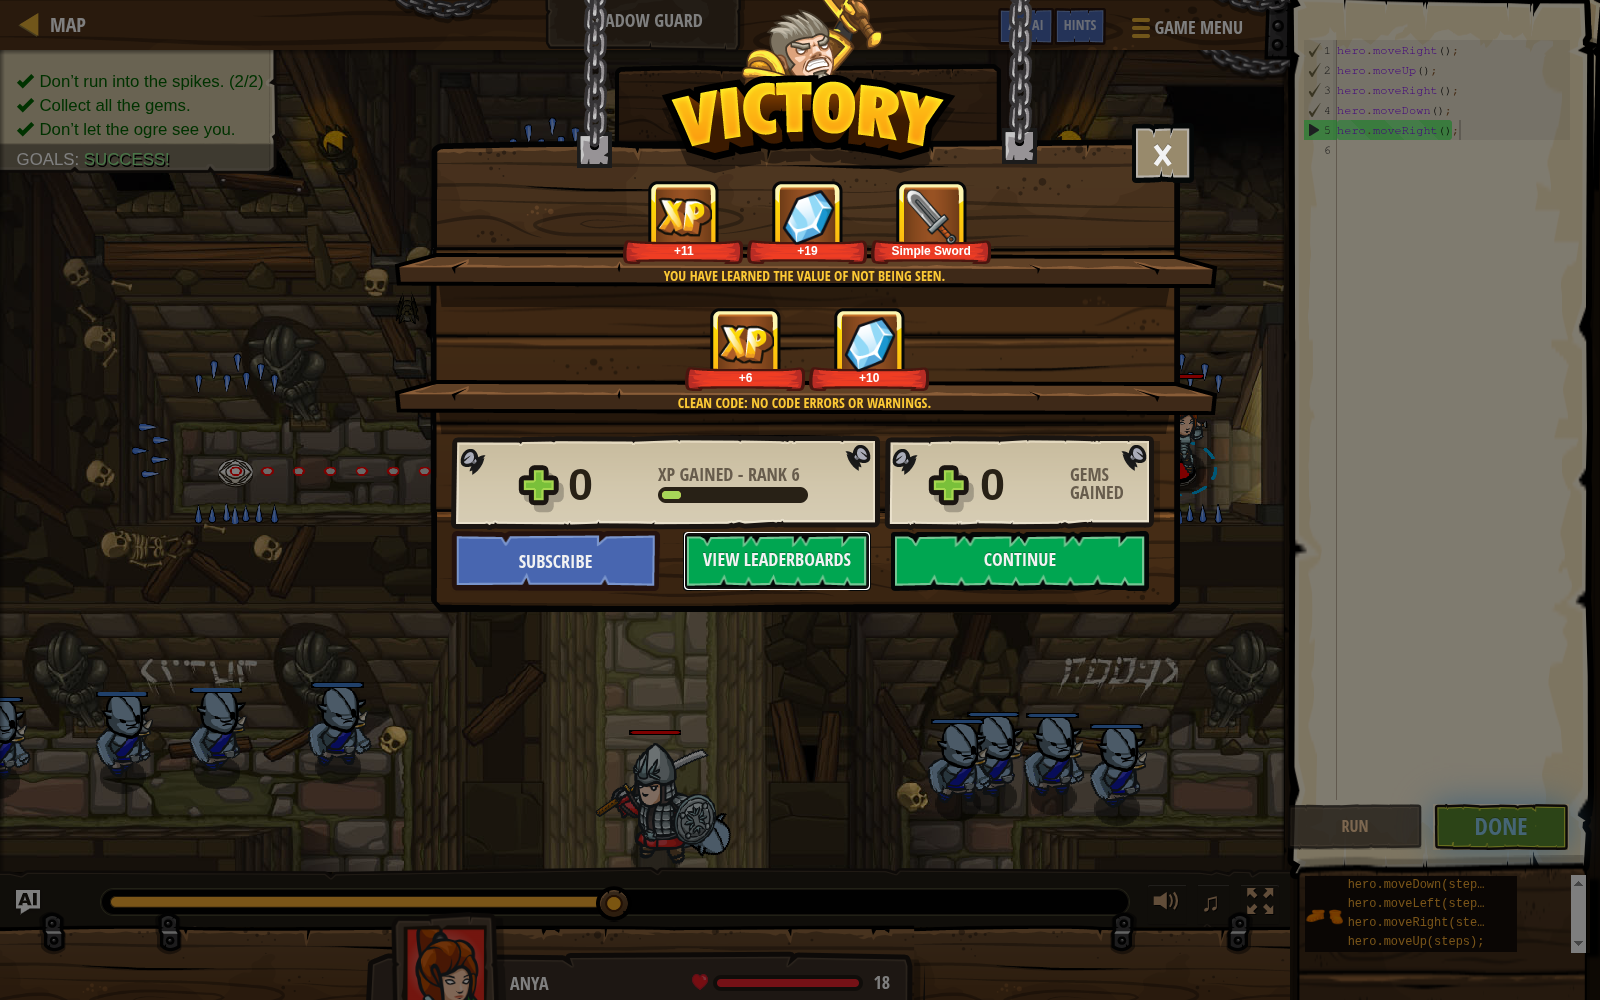 Map
ADOW GUARD
AI
HINTS
GAME MENU
Don't run into the spikes. (2/2)
Collect all the gems.
Don't let the ogre see you.
GOALS: SUCCESS!
VICTORY
×
XP
+11
+19
Simple Sword
YOU HAVE LEARNED THE VALUE OF NOT BEING SEEN.
XP
+6
+10
CLEAN CODE: NO CODE ERRORS OR WARNINGS.
0
XP GAINED - RANK 6
0
GEMS GAINED
SUBSCRIBE
VIEW LEADERBOARDS
CONTINUE
1 hero.moveRight();
2 hero.moveUp();
3 hero.moveRight();
4 hero.moveDown();
5 hero.moveRight();
6
RUN
DONE
AI
hero.moveDown(step…
hero.moveLeft(step…
hero.moveRight(ste…
hero.moveUp(steps);
ANYA
18